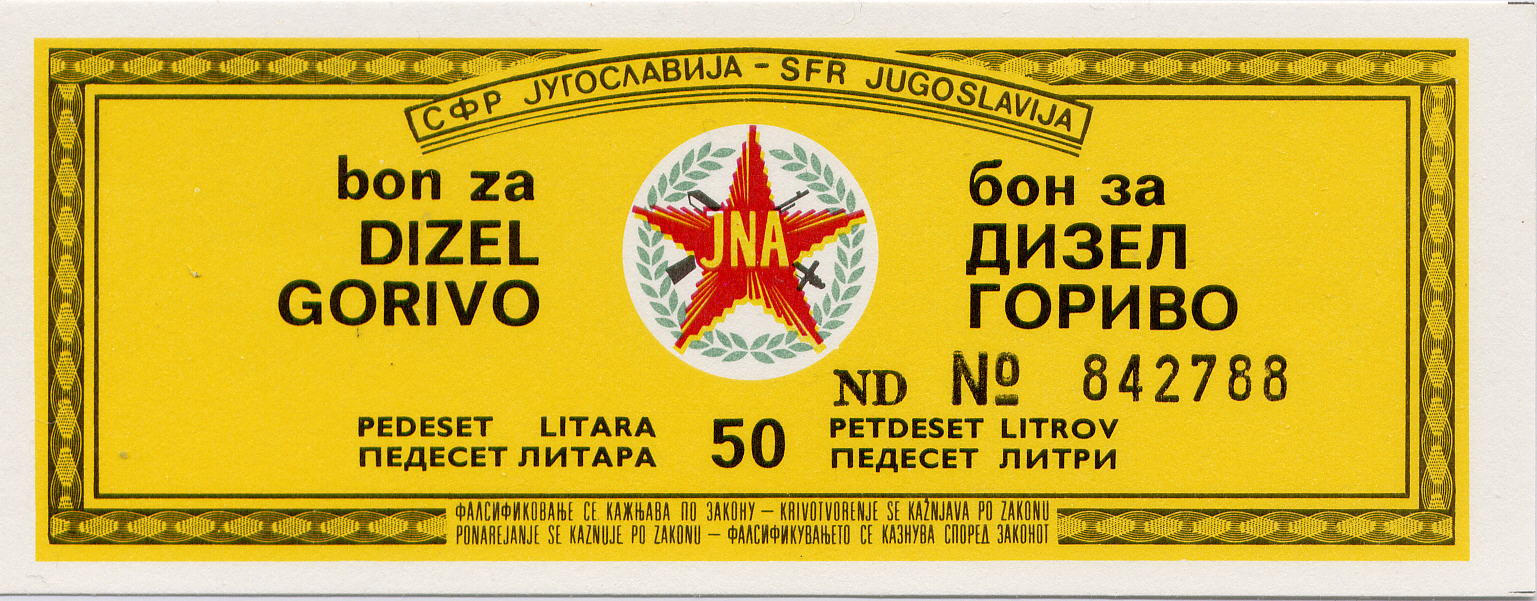 СФР ЈУГОСЛАВИЈА - SFR JUGOSLAVIJA
bon za
DIZEL
GORIVO
JNA
бон за
ДИЗЕЛ
ГОРИВО
ND № 842788
PEDESET LITARA
ПЕДЕСЕТ ЛИТАРА
50
PETDESET LITROV
ПЕДЕСЕТ ЛИТРИ
ФАЛСИФИКОВАЊЕ СЕ КАЖЊАВА ПО ЗАКОНУ — KRIVOTVORENJE SE KAŽNJAVA PO ZAKONU
PONAREJANJE SE KAZNUJE PO ZAKONU — ФАЛСИФИКУВАЊЕТО СЕ КАЗНУВА СПОРЕД ЗАКОНОТ